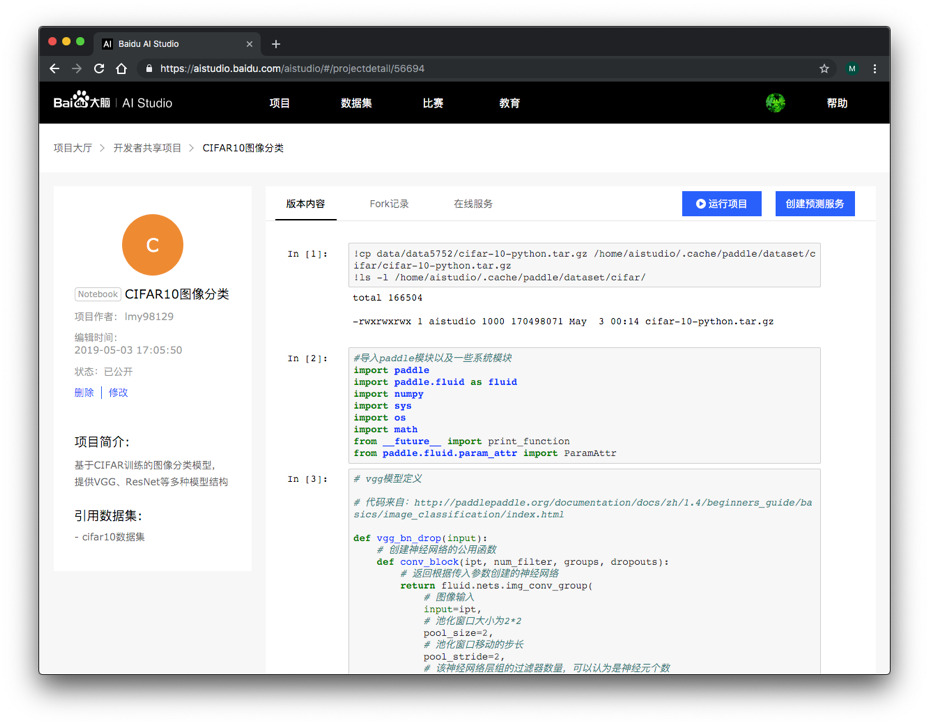 Baidu AI Studio
https://aistudio.baidu.com/aistudio/#/projectdetail/56694
M
Bai du 大脑 | AI Studio
项目
数据集
比赛
教育
帮助
项目大厅 > 开发者共享项目 > CIFAR10图像分类
C
Notebook CIFAR10图像分类
项目作者: lmy98129
编辑时间:
2019-05-03 17:05:50
状态: 已公开
删除 | 修改
项目简介:
基于CIFAR训练的图像分类模型,
提供VGG、ResNet等多种模型结构
引用数据集:
- cifar10数据集
版本内容
Fork记录
在线服务
运行项目
创建预测服务
In [1]:
!cp data/data5752/cifar-10-python.tar.gz /home/aistudio/.cache/paddle/dataset/c
ifar/cifar-10-python.tar.gz
!ls -l /home/aistudio/.cache/paddle/dataset/cifar/
total 166504
-rwxrwxrwx 1 aistudio 1000 170498071 May  3 00:14 cifar-10-python.tar.gz
In [2]:
#导入paddle模块以及一些系统模块
import paddle
import paddle.fluid as fluid
import numpy
import sys
import os
import math
from __future__ import print_function
from paddle.fluid.param_attr import ParamAttr
In [3]:
# vgg模型定义
# 代码来自：http://paddlepaddle.org/documentation/docs/zh/1.4/beginners_guide/ba
sics/image_classification/index.html
def vgg_bn_drop(input):
# 创建神经网络的公用函数
def conv_block(ipt, num_filter, groups, dropouts):
# 返回根据传入参数创建的神经网络
return fluid.nets.img_conv_group(
# 图像输入
input=ipt,
# 池化窗口大小为2*2
pool_size=2,
# 池化窗口移动的步长
pool_stride=2,
# 该神经网络层组的过滤器数量，可以认为是神经元个数